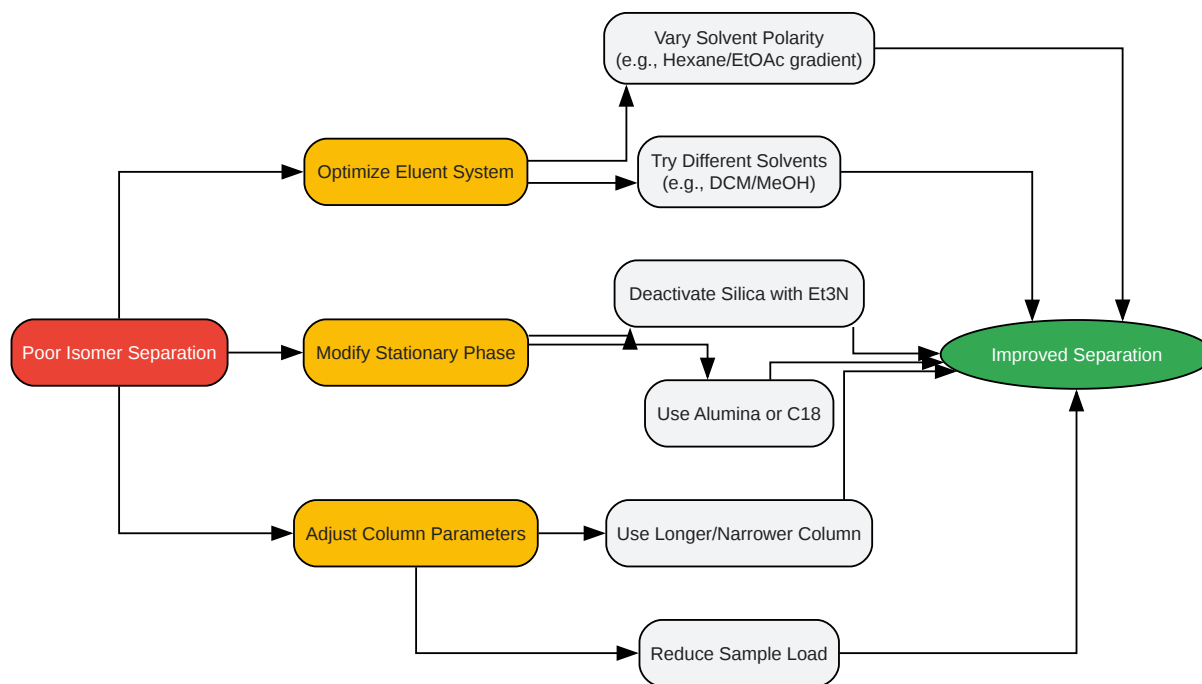 Vary Solvent Polarity
(e.g., Hexane/EtOAc gradient)
Optimize Eluent System
Try Different Solvents
(e.g., DCM/MeOH)
Deactivate Silica with Et3N
Poor Isomer Separation
Modify Stationary Phase
Improved Separation
Use Alumina or C18
Adjust Column Parameters
Use Longer/Narrower Column
Reduce Sample Load